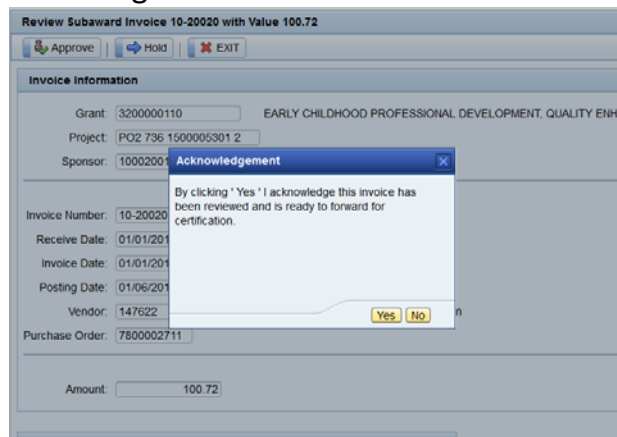 Review Subaward Invoice 10-20020 with Value 100.72
Approve | Hold | EXIT
Invoice Information
Grant: 3200000110 EARLY CHILDHOOD PROFESSIONAL DEVELOPMENT, QUALITY ENH
Project: PO2 736 1500005301 2
Sponsor: 10002001
Acknowledgement
By clicking ' Yes ' I acknowledge this invoice has
been reviewed and is ready to forward for
certification.
Invoice Number: 10-20020
Receive Date: 01/01/201
Invoice Date: 01/01/201
Posting Date: 01/06/201
Vendor: 147622
Yes No
Purchase Order: 7800002711
Amount: 100.72